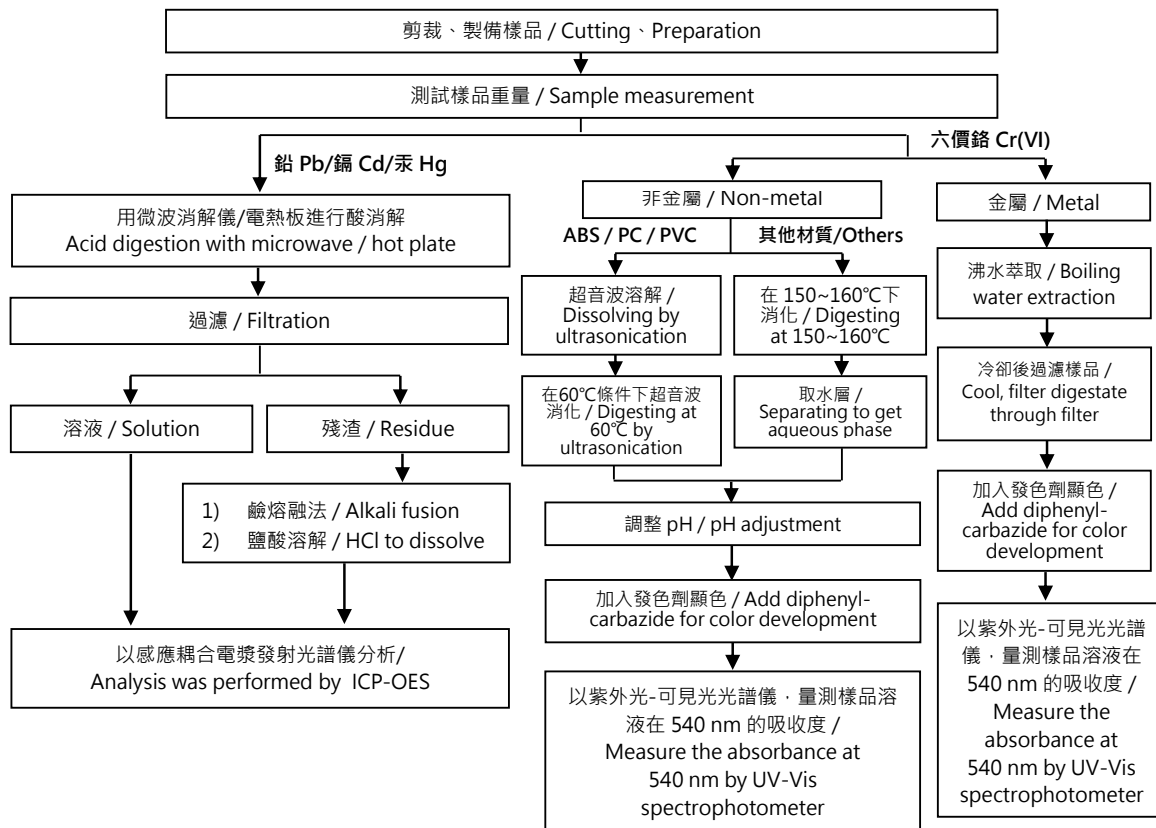 剪裁、製備樣品 / Cutting、Preparation
測試樣品重量 / Sample measurement
鉛 Pb/鎘 Cd/汞 Hg
六價鉻 Cr(VI)
用微波消解儀/電熱板進行酸消解
Acid digestion with microwave / hot plate
過濾 / Filtration
溶液 / Solution
殘渣 / Residue
1) 鹼熔融法 / Alkali fusion
2) 鹽酸溶解 / HCl to dissolve
以感應耦合電漿發射光譜儀分析/
Analysis was performed by ICP-OES
非金屬 / Non-metal
ABS / PC / PVC
其他材質/Others
超音波溶解 /
Dissolving by
ultrasonication
在60℃條件下超音波
消化 / Digesting at
60℃ by
ultrasonication
在 150~160℃下
消化 / Digesting
at 150~160℃
取水層 /
Separating to get
aqueous phase
調整 pH / pH adjustment
加入發色劑顯色 / Add diphenyl-
carbazide for color development
以紫外光-可見光光譜儀，量測樣品溶
液在 540 nm 的吸收度 /
Measure the absorbance at
540 nm by UV-Vis
spectrophotometer
金屬 / Metal
沸水萃取 / Boiling
water extraction
冷卻後過濾樣品 /
Cool, filter digestate
through filter
加入發色劑顯色 /
Add diphenyl-
carbazide for color
development
以紫外光-可見光光譜
儀，量測樣品溶液在
540 nm 的吸收度 /
Measure the
absorbance at
540 nm by UV-Vis
spectrophotometer